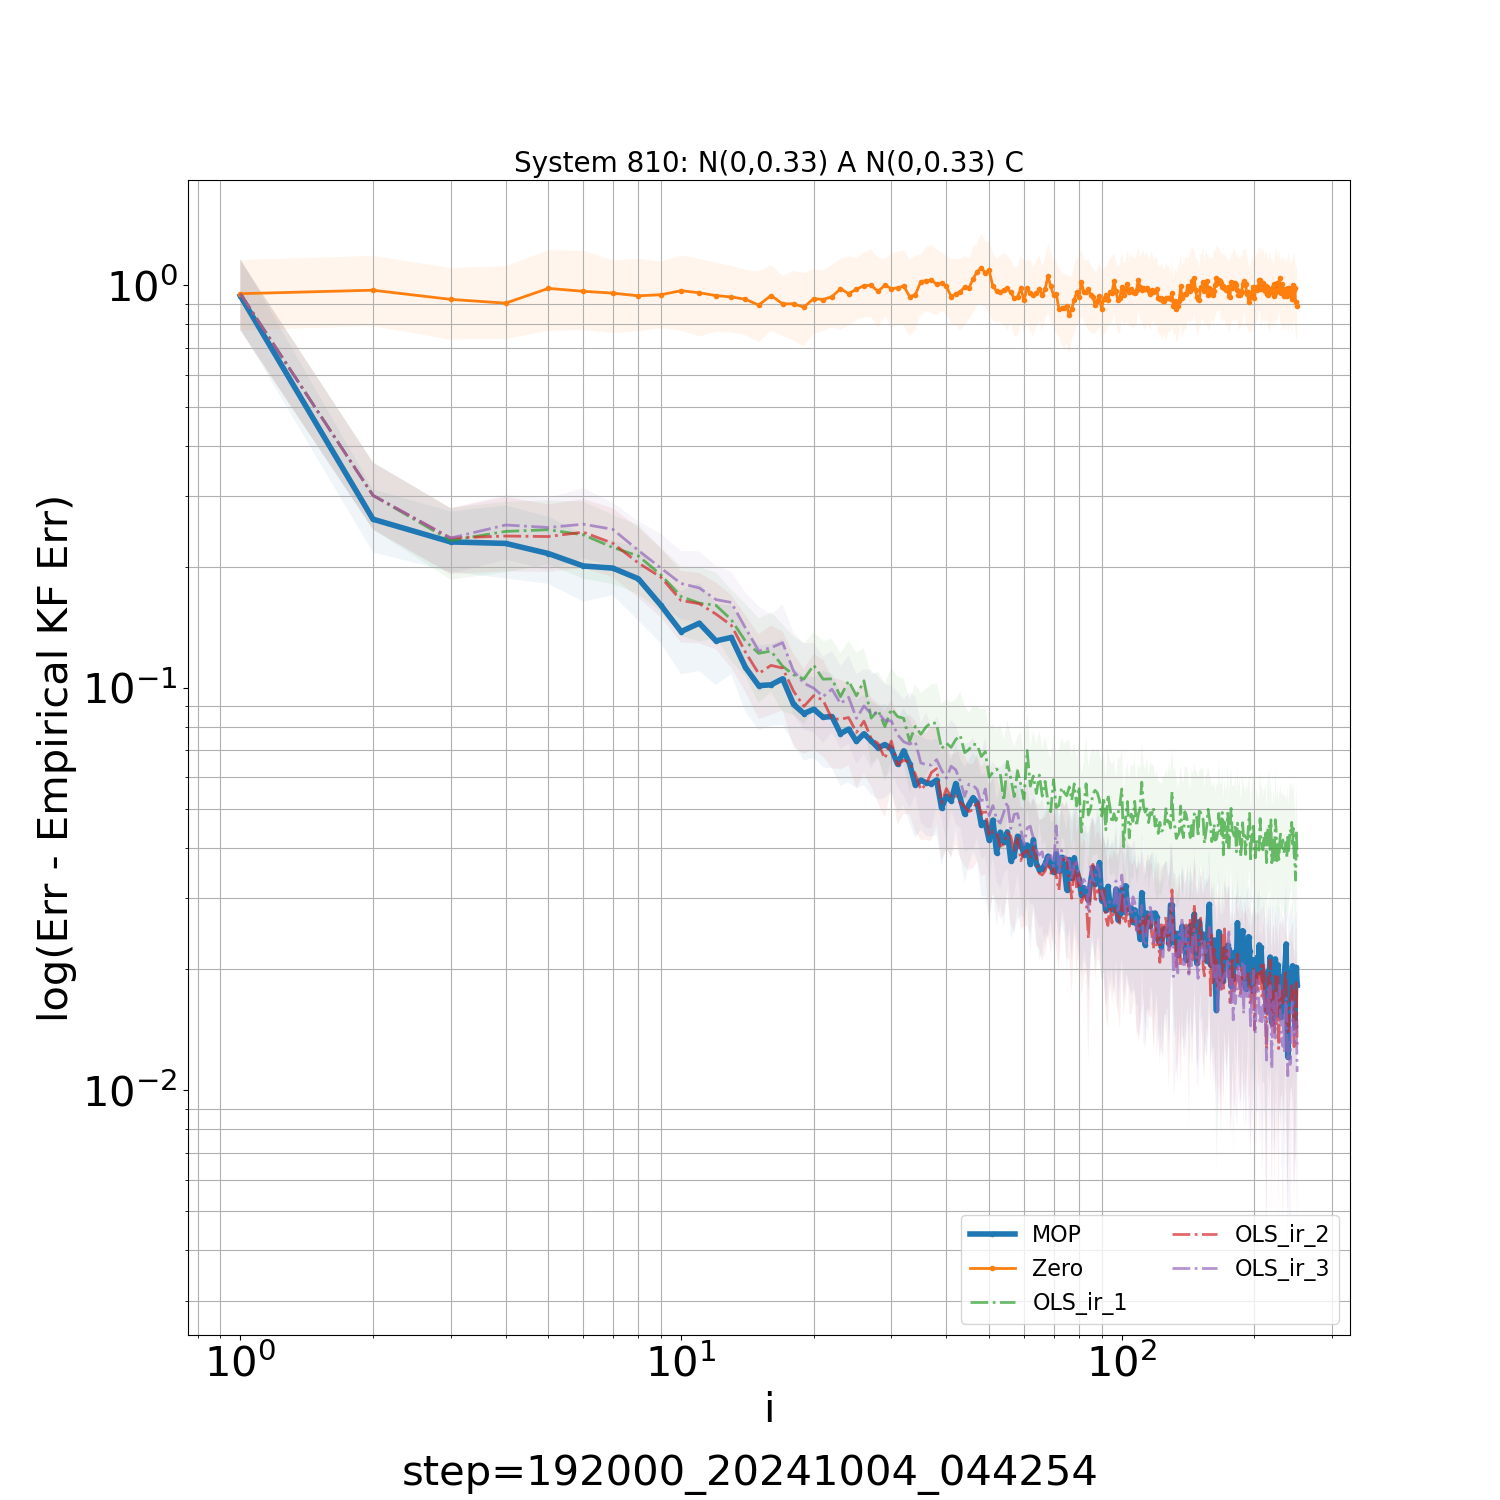 System 810: N(0,0.33) A N(0,0.33) C
log(Err - Empirical KF Err)
10⁰
10⁻¹
10⁻²
MOP
Zero
OLS_ir_1
OLS_ir_2
OLS_ir_3
10⁰ 10¹ 10²
i
step=192000_20241004_044254